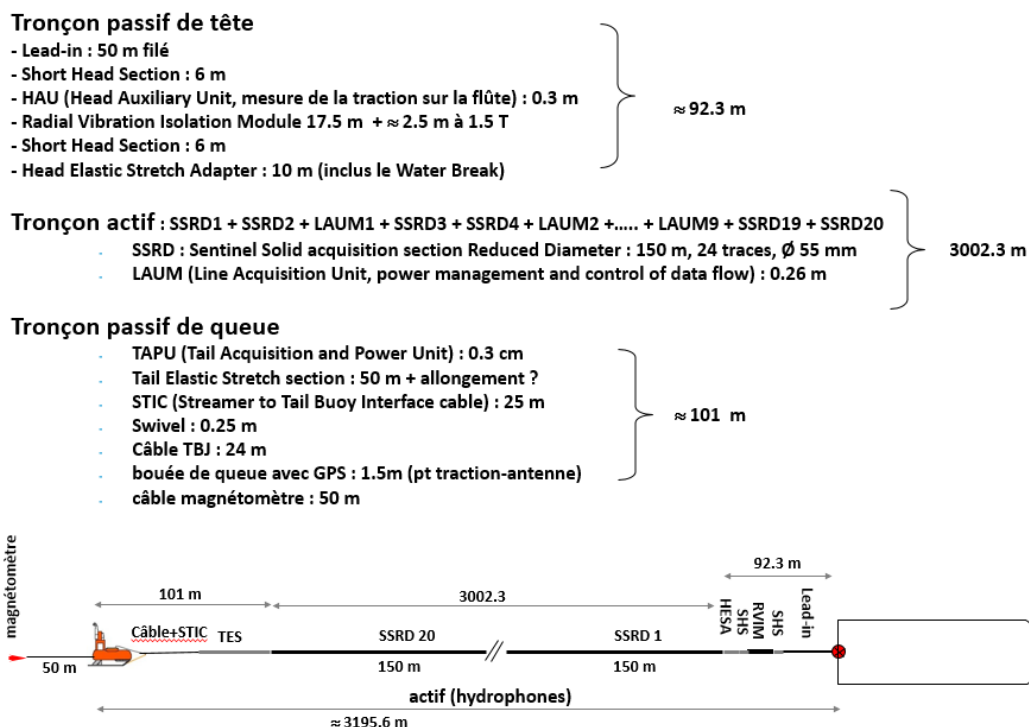 Tronçon passif de tête
- Lead-in : 50 m filé
- Short Head Section : 6 m
- HAU (Head Auxiliary Unit, mesure de la traction sur la flûte) : 0.3 m
- Radial Vibration Isolation Module 17.5 m + ≈ 2.5 m à 1.5 T
- Short Head Section : 6 m
- Head Elastic Stretch Adapter : 10 m (inclus le Water Break)
≈ 92.3 m
Tronçon actif : SSRD1 + SSRD2 + LAUM1 + SSRD3 + SSRD4 + LAUM2 +..... + LAUM9 + SSRD19 + SSRD20
SSRD : Sentinel Solid acquisition section Reduced Diameter : 150 m, 24 traces, Ø 55 mm
LAUM (Line Acquisition Unit, power management and control of data flow) : 0.26 m
3002.3 m
Tronçon passif de queue
TAPU (Tail Acquisition and Power Unit) : 0.3 cm
Tail Elastic Stretch section : 50 m + allongement ?
STIC (Streamer to Tail Buoy Interface cable) : 25 m
Swivel : 0.25 m
Câble TBJ : 24 m
bouée de queue avec GPS : 1.5m (pt traction-antenne)
câble magnétomètre : 50 m
≈ 101 m
magnétomètre
50 m
101 m
Câble+STIC
TES
3002.3
SSRD 20
150 m
SSRD 1
150 m
92.3 m
HESA
SHS
RVIM
SHS
Lead-in
actif (hydrophones)
≈ 3195.6 m